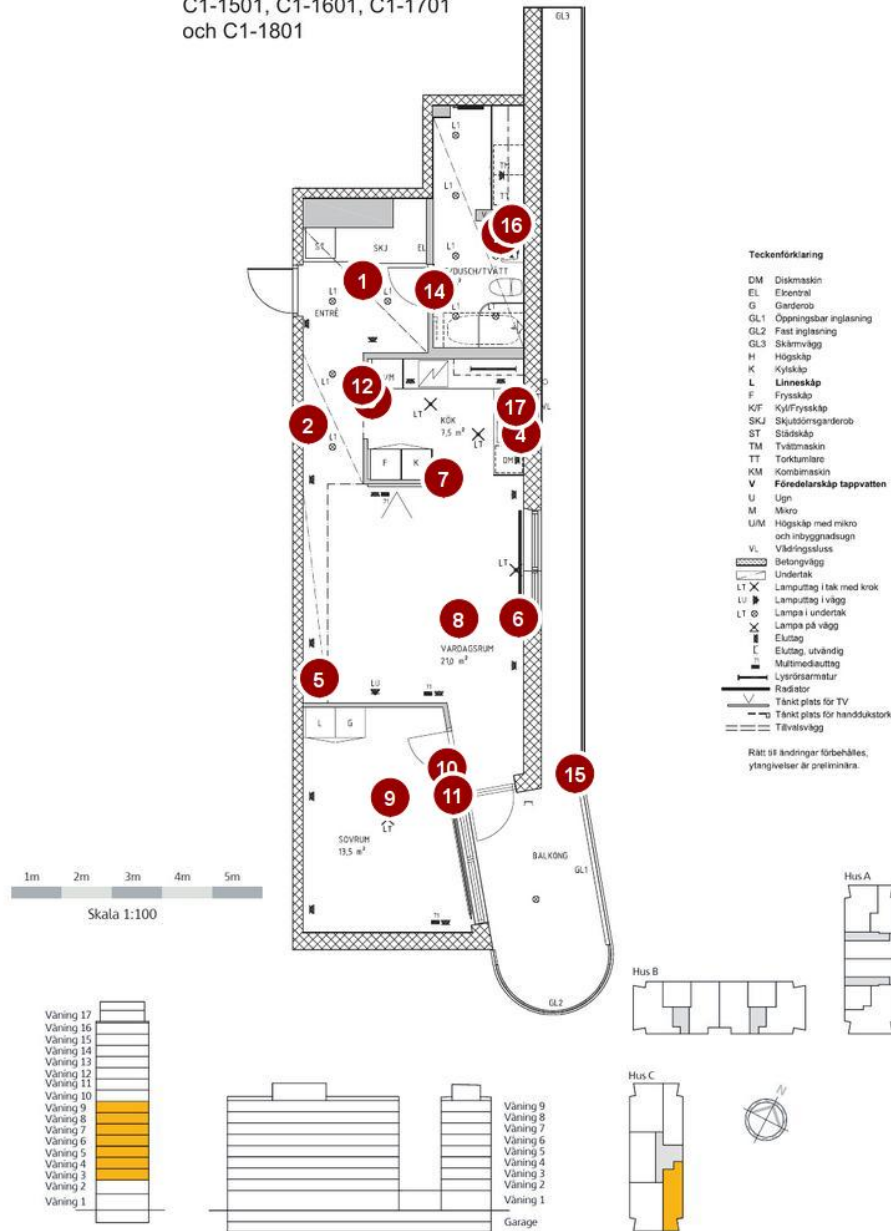 C1-1501, C1-1601, C1-1701
och C1-1801
GL3
L1
L1
TM
TT
16
ST
SKJ
EL
L1
/DUSCH/TVÄTT
1
14
L1
L1
L1
L1
ENTRÉ
12
/M
L1
LT
KÖK
7,5 m²
17
VL
4
2
L1
LT
F
K
DM
7
LT
8
6
VARDAGSRUM
21,0 m²
5
LU
L
G
10
11
15
9
LT
SOVRUM
13,5 m²
BALKONG
GL1
GL2
Teckenförklaring
DM Diskmaskin
EL Elcentral
G Garderob
GL1 Öppningsbar inglasning
GL2 Fast inglasning
GL3 Skärmvägg
H Högskåp
K Kylskåp
L Linneskåp
F Frysskåp
K/F Kyl/Frysskåp
SKJ Skjutdörrsgarderob
ST Städskåp
TM Tvättmaskin
TT Torktumlare
KM Kombimaskin
V Föredelarskåp tappvatten
U Ugn
M Mikro
U/M Högskåp med mikro
och inbyggnadsugn
VL Vädringssluss
Betongvägg
Undertak
LT Lamputtag i tak med krok
LU Lamputtag i vägg
LT Lampa i undertak
Lampa på vägg
Eluttag
Eluttag, utvändig
Multimediauttag
Lysrörsarmatur
Radiator
Tänkt plats för TV
Tänkt plats för handdukstork
Tillvalsvägg
Rätt till ändringar förbehålles,
ytangivelser är preliminära.
1m 2m 3m 4m 5m
Skala 1:100
Hus A
Hus B
Hus C
N
Våning 17
Våning 16
Våning 15
Våning 14
Våning 13
Våning 12
Våning 11
Våning 10
Våning 9
Våning 8
Våning 7
Våning 6
Våning 5
Våning 4
Våning 3
Våning 2
Våning 1
Våning 9
Våning 8
Våning 7
Våning 6
Våning 5
Våning 4
Våning 3
Våning 2
Våning 1
Garage